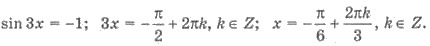 sin 3x = −1; 3x = −π/2 + 2πk, k ∈ Z; x = −π/6 + 2πk/3, k ∈ Z.